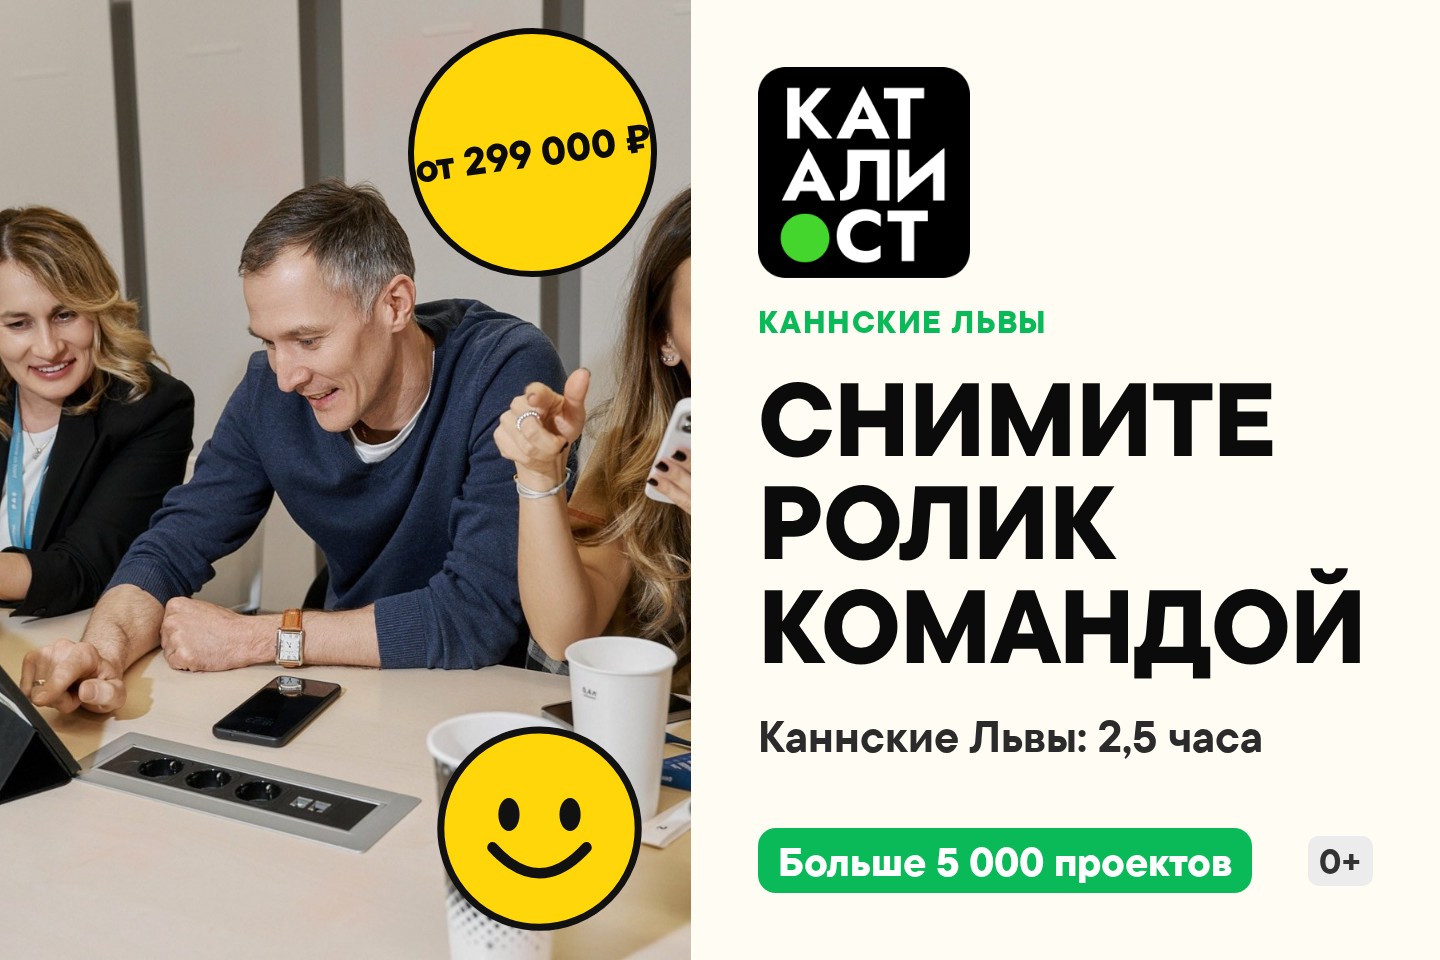 от 299 000 ₽
КАТ
АЛИ
СТ
КАННСКИЕ ЛЬВЫ
СНИМИТЕ
РОЛИК
КОМАНДОЙ
Каннские Львы: 2,5 часа
Больше 5 000 проектов
0+